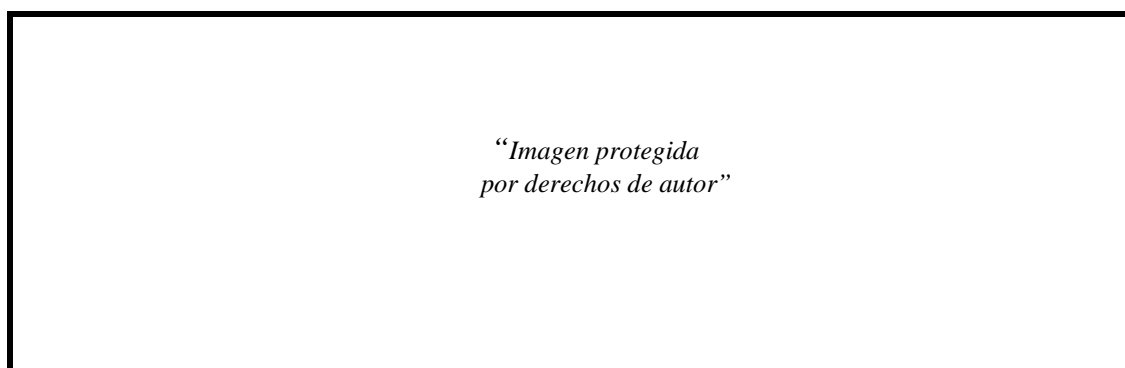 “Imagen protegida
por derechos de autor”